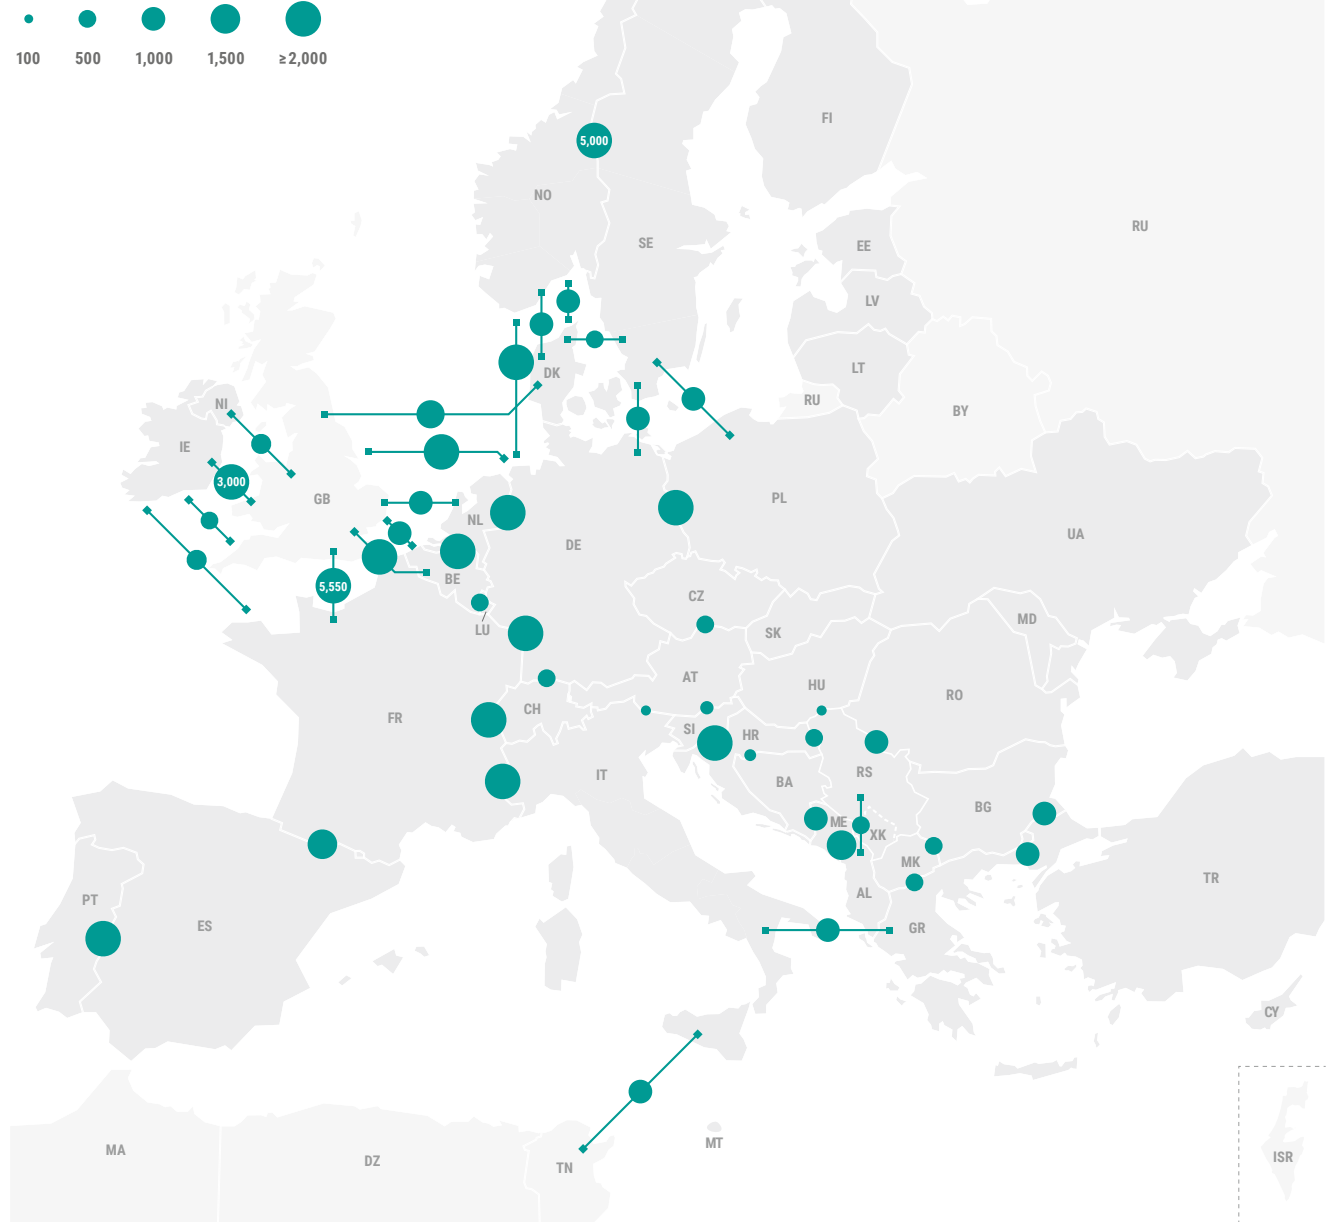 100 500 1,000 1,500 ≥2,000
FI
5,000
NO
RU
SE
EE
LV
LT
DK
RU
NI
BY
IE
3,000
GB
PL
NL
UA
DE
BE
5,550
CZ
MD
LU
SK
AT
HU
RO
CH
FR
SI
HR
IT
RS
BA
BG
ME
XK
MK
TR
AL
PT
ES
GR
CY
MT
MA
ISR
DZ
TN